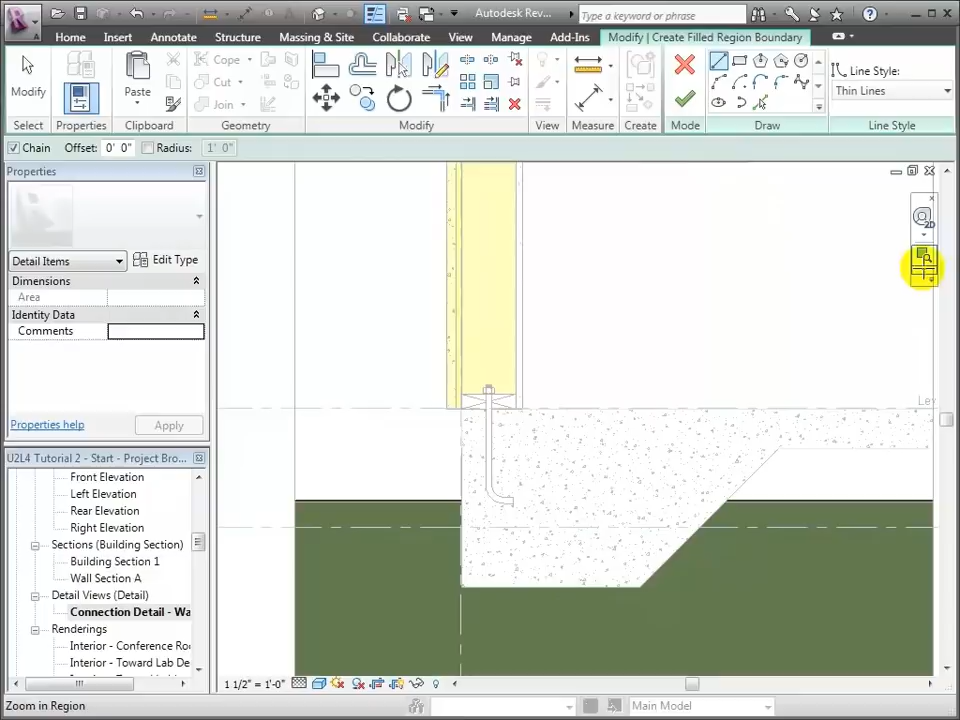 Autodesk Rev...
Type a keyword or phrase
Home Insert Annotate Structure Massing & Site Collaborate View Manage Add-Ins Modify | Create Filled Region Boundary
Modify Paste Cope Cut Join Line Style:
Thin Lines
Select Properties Clipboard Geometry Modify View Measure Create Mode Draw Line Style
Chain Offset: 0' 0" Radius: 1' 0"
Properties
2D
Detail Items Edit Type
Dimensions
Area
Identity Data
Comments
Lev
Properties help Apply
U2L4 Tutorial 2 - Start - Project Bro...
Front Elevation
Left Elevation
Rear Elevation
Right Elevation
Sections (Building Section)
Building Section 1
Wall Section A
Detail Views (Detail)
Connection Detail - Wa
Renderings
Interior - Conference Ro
Interior - Toward Lab De
1 1/2" = 1'-0"
Zoom in Region Main Model